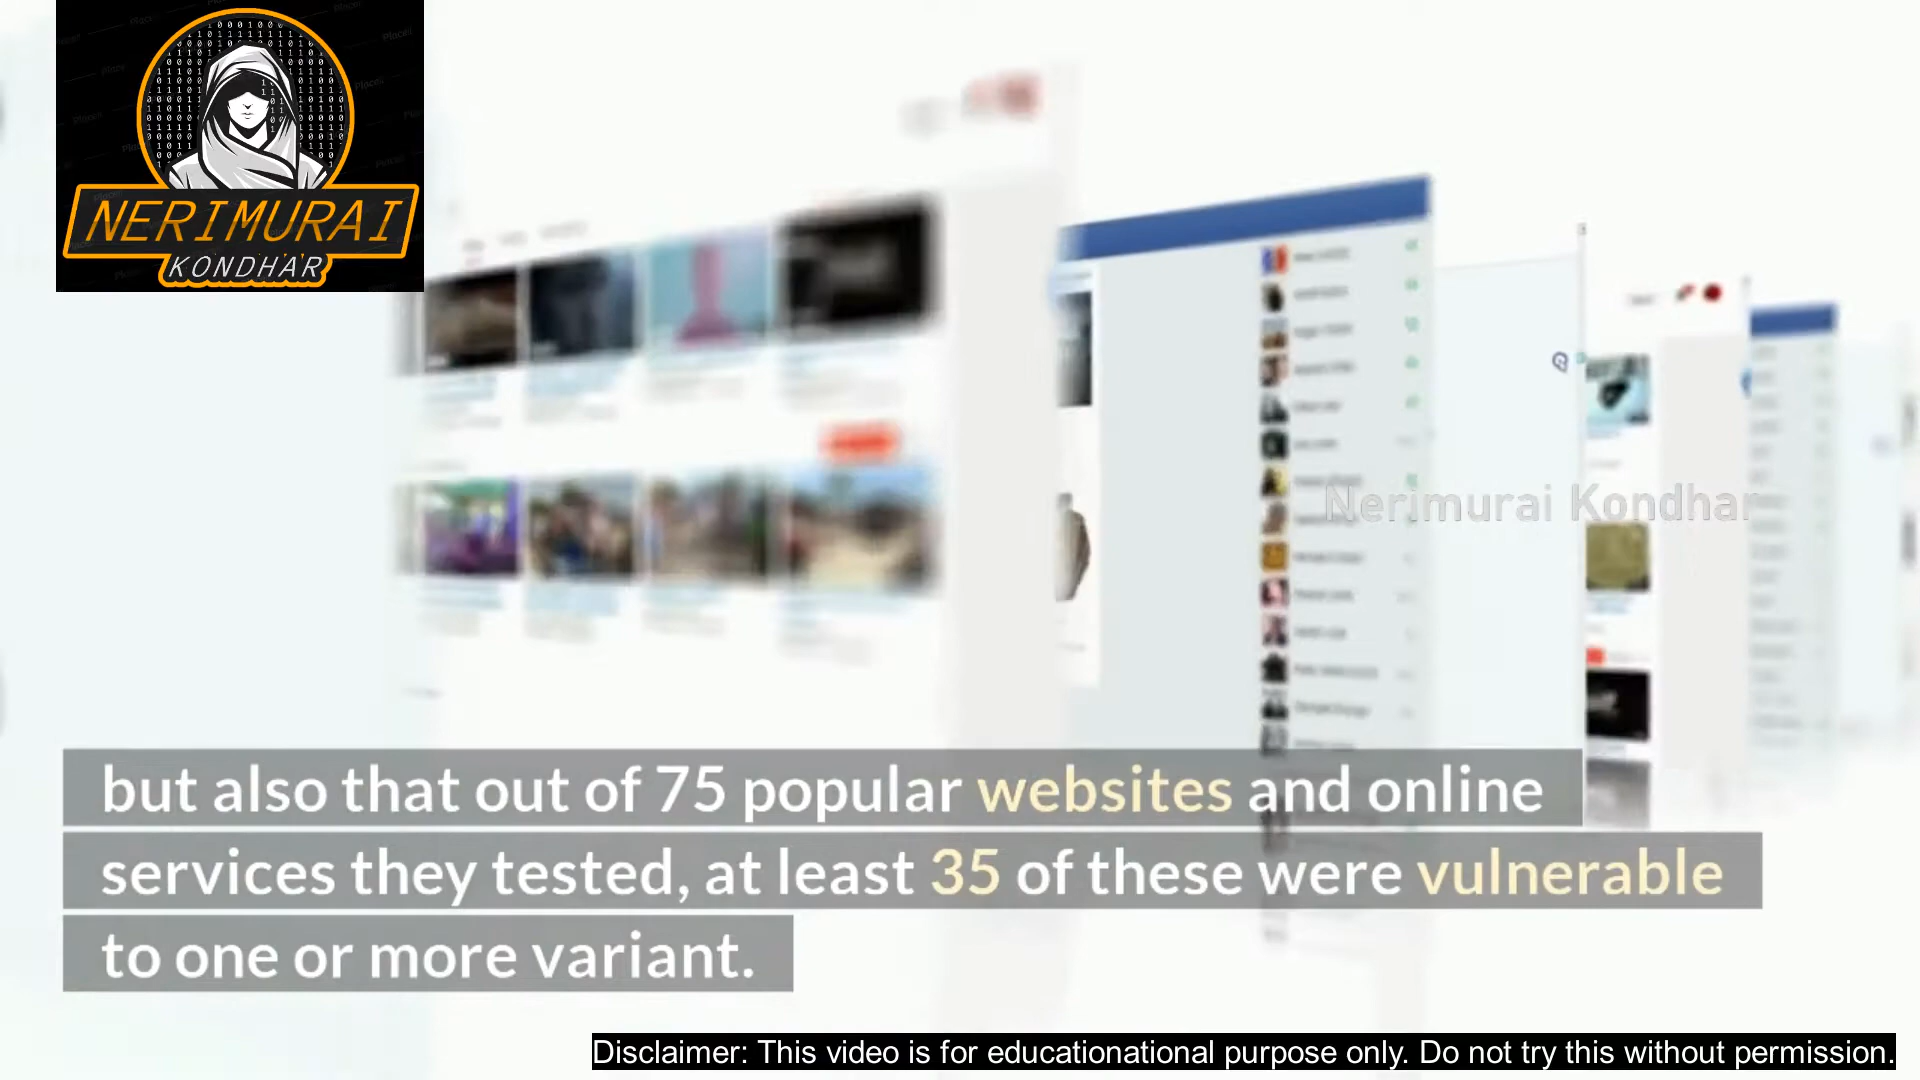 NERIMURAI
KONDHAR
Nerimurai Kondhar
but also that out of 75 popular websites and online
services they tested, at least 35 of these were vulnerable
to one or more variant.
Disclaimer: This video is for educationational purpose only. Do not try this without permission.